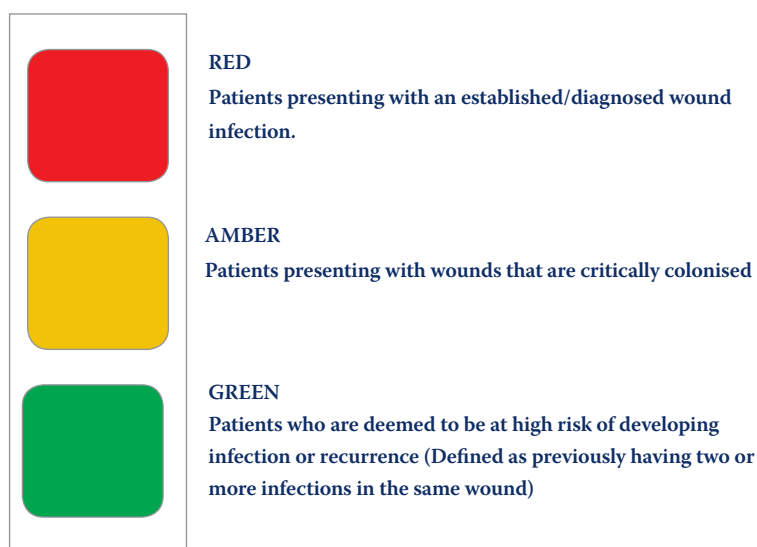 RED
Patients presenting with an established/diagnosed wound
infection.
AMBER
Patients presenting with wounds that are critically colonised
GREEN
Patients who are deemed to be at high risk of developing
infection or recurrence (Defined as previously having two or
more infections in the same wound)